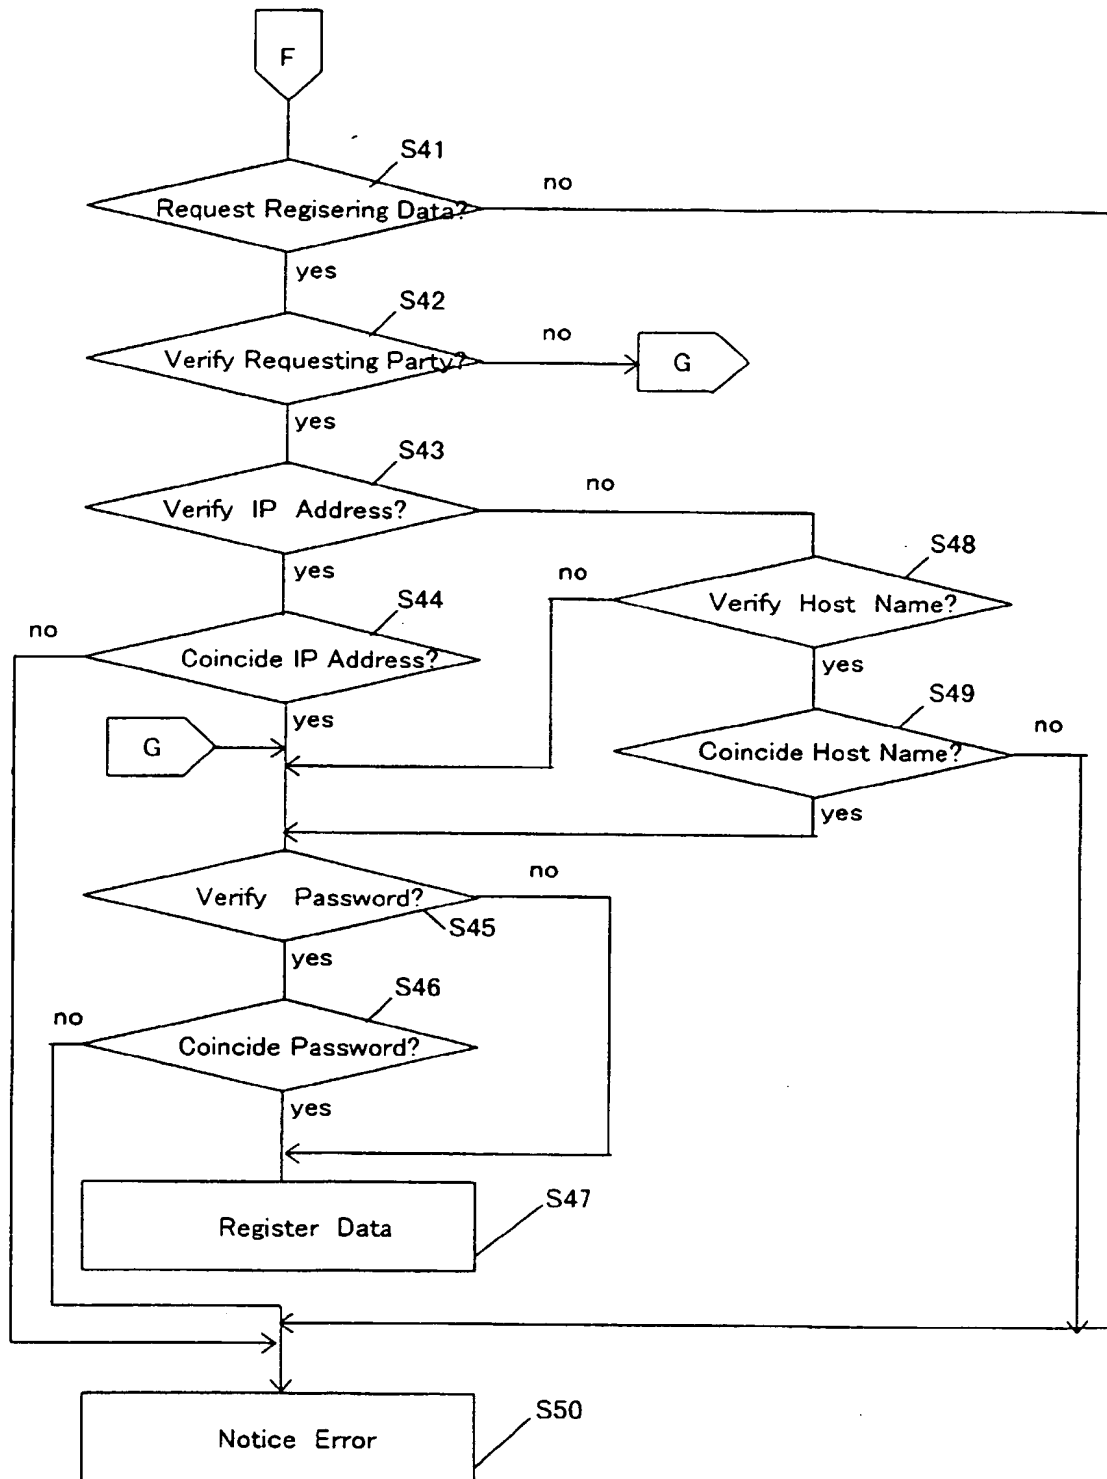 F
S41
no
Request Regisering Data?
yes
S42
no
Verify Requesting Party?
G
yes
S43
no
Verify IP Address?
yes
S48
no
Verify Host Name?
S44
no
Coincide IP Address?
yes
S49
yes
no
G
Coincide Host Name?
yes
no
Verify Password?
S45
yes
S46
no
Coincide Password?
yes
S47
Register Data
S50
Notice Error